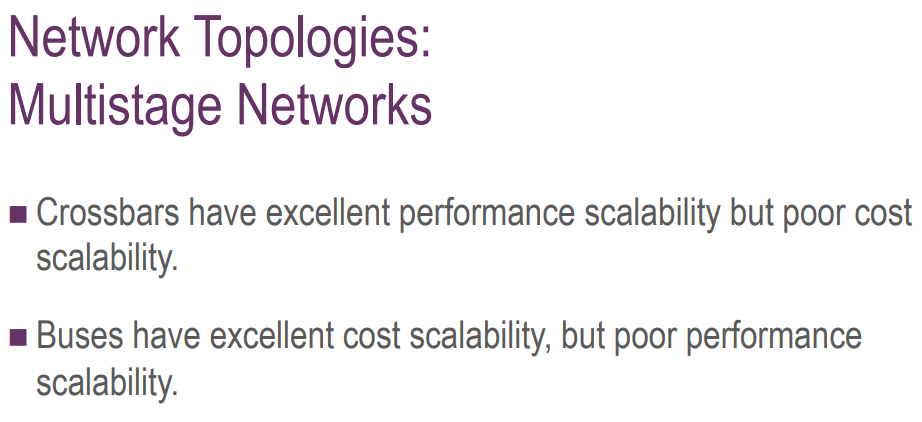 Network Topologies:
Multistage Networks
■ Crossbars have excellent performance scalability but poor cost
scalability.
■ Buses have excellent cost scalability, but poor performance
scalability.